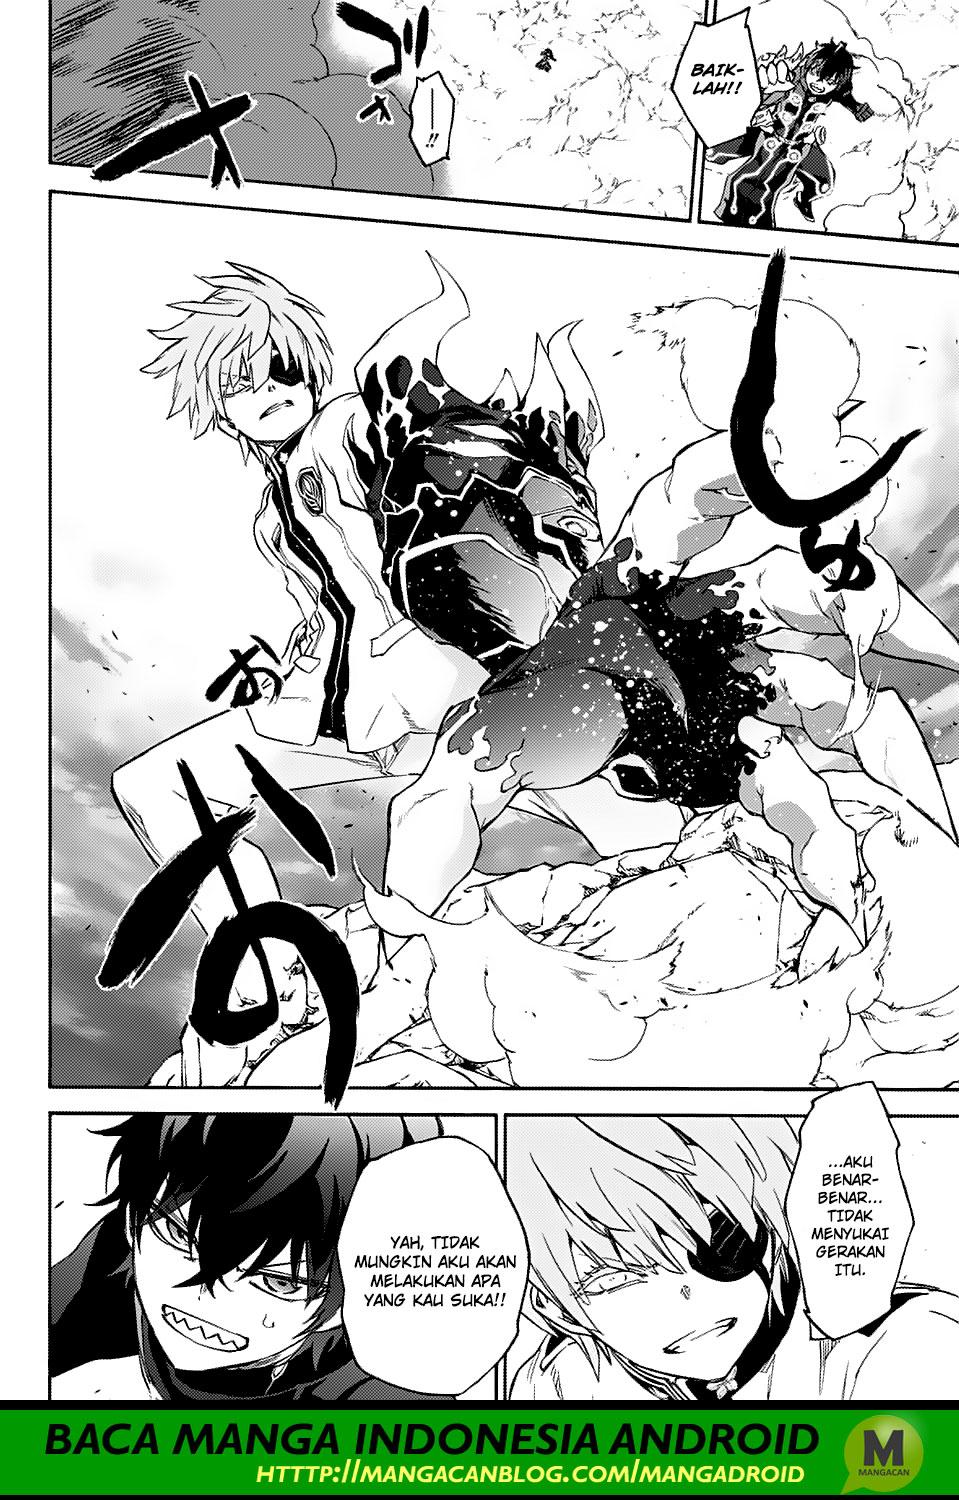 BAIK-
LAH!!
—!!
...AKU
BENAR-
BENAR...
TIDAK
MENYUKAI
GERAKAN
ITU.
YAH, TIDAK
MUNGKIN AKU AKAN
MELAKUKAN APA
YANG KAU SUKA!!
BACA MANGA INDONESIA ANDROID
HTTTP://MANGACANBLOG.COM/MANGADROID
M
MANGACAN